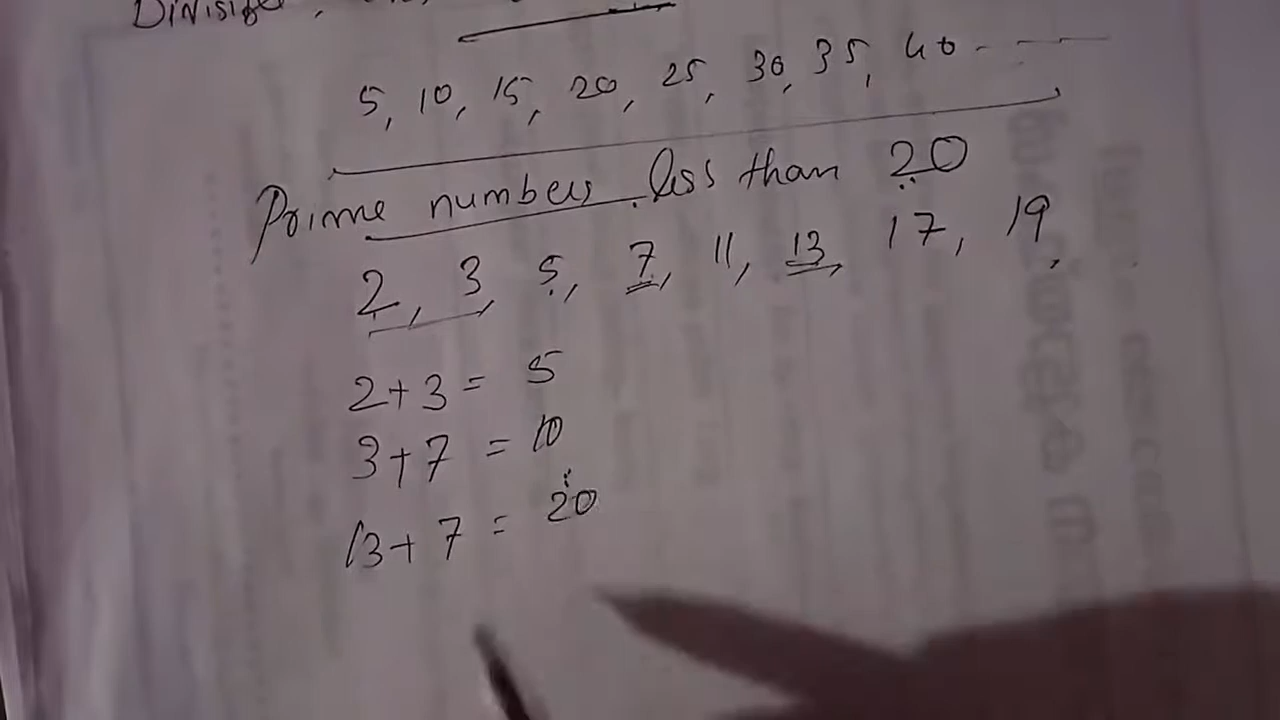 5, 10, 15, 20, 25, 30, 35, 40 - —
Prime numbers less than 20
2, 3, 5, 7, 11, 13, 17, 19,
2+3 = 5
3+7 = 10
13+7 = 20